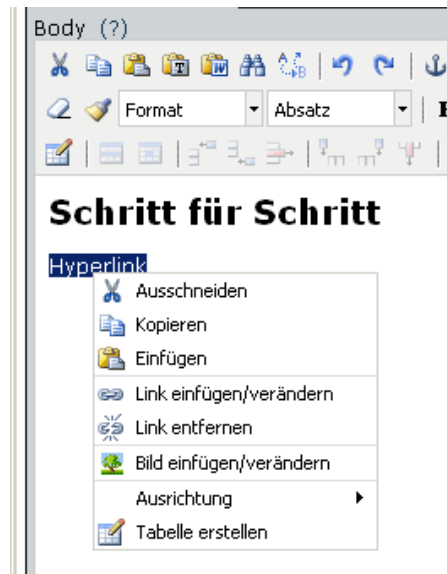 Body (?)
Format Absatz
Schritt für Schritt
Hyperlink
Ausschneiden
Kopieren
Einfügen
Link einfügen/verändern
Link entfernen
Bild einfügen/verändern
Ausrichtung
Tabelle erstellen